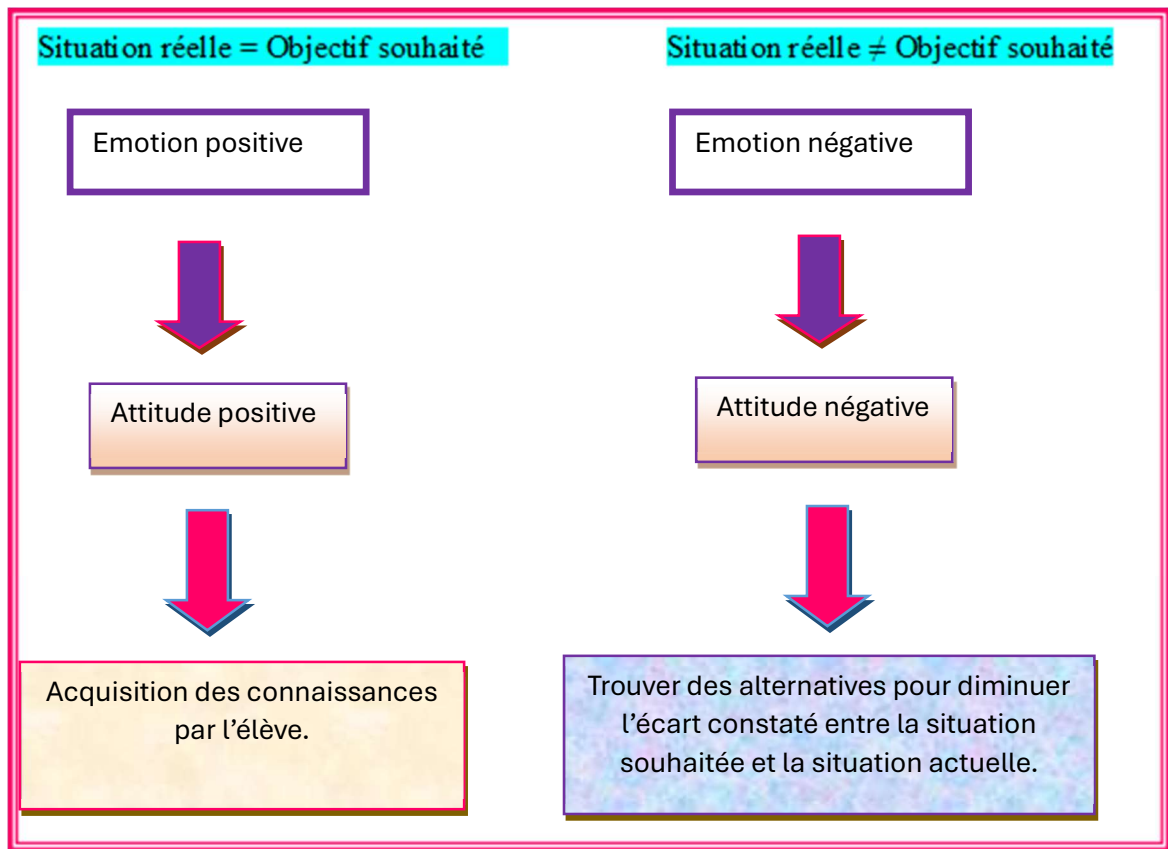 Situation réelle = Objectif souhaité
Situation réelle ≠ Objectif souhaité
Emotion positive
Emotion négative
Attitude positive
Attitude négative
Acquisition des connaissances
par l’élève.
Trouver des alternatives pour diminuer
l’écart constaté entre la situation
souhaitée et la situation actuelle.